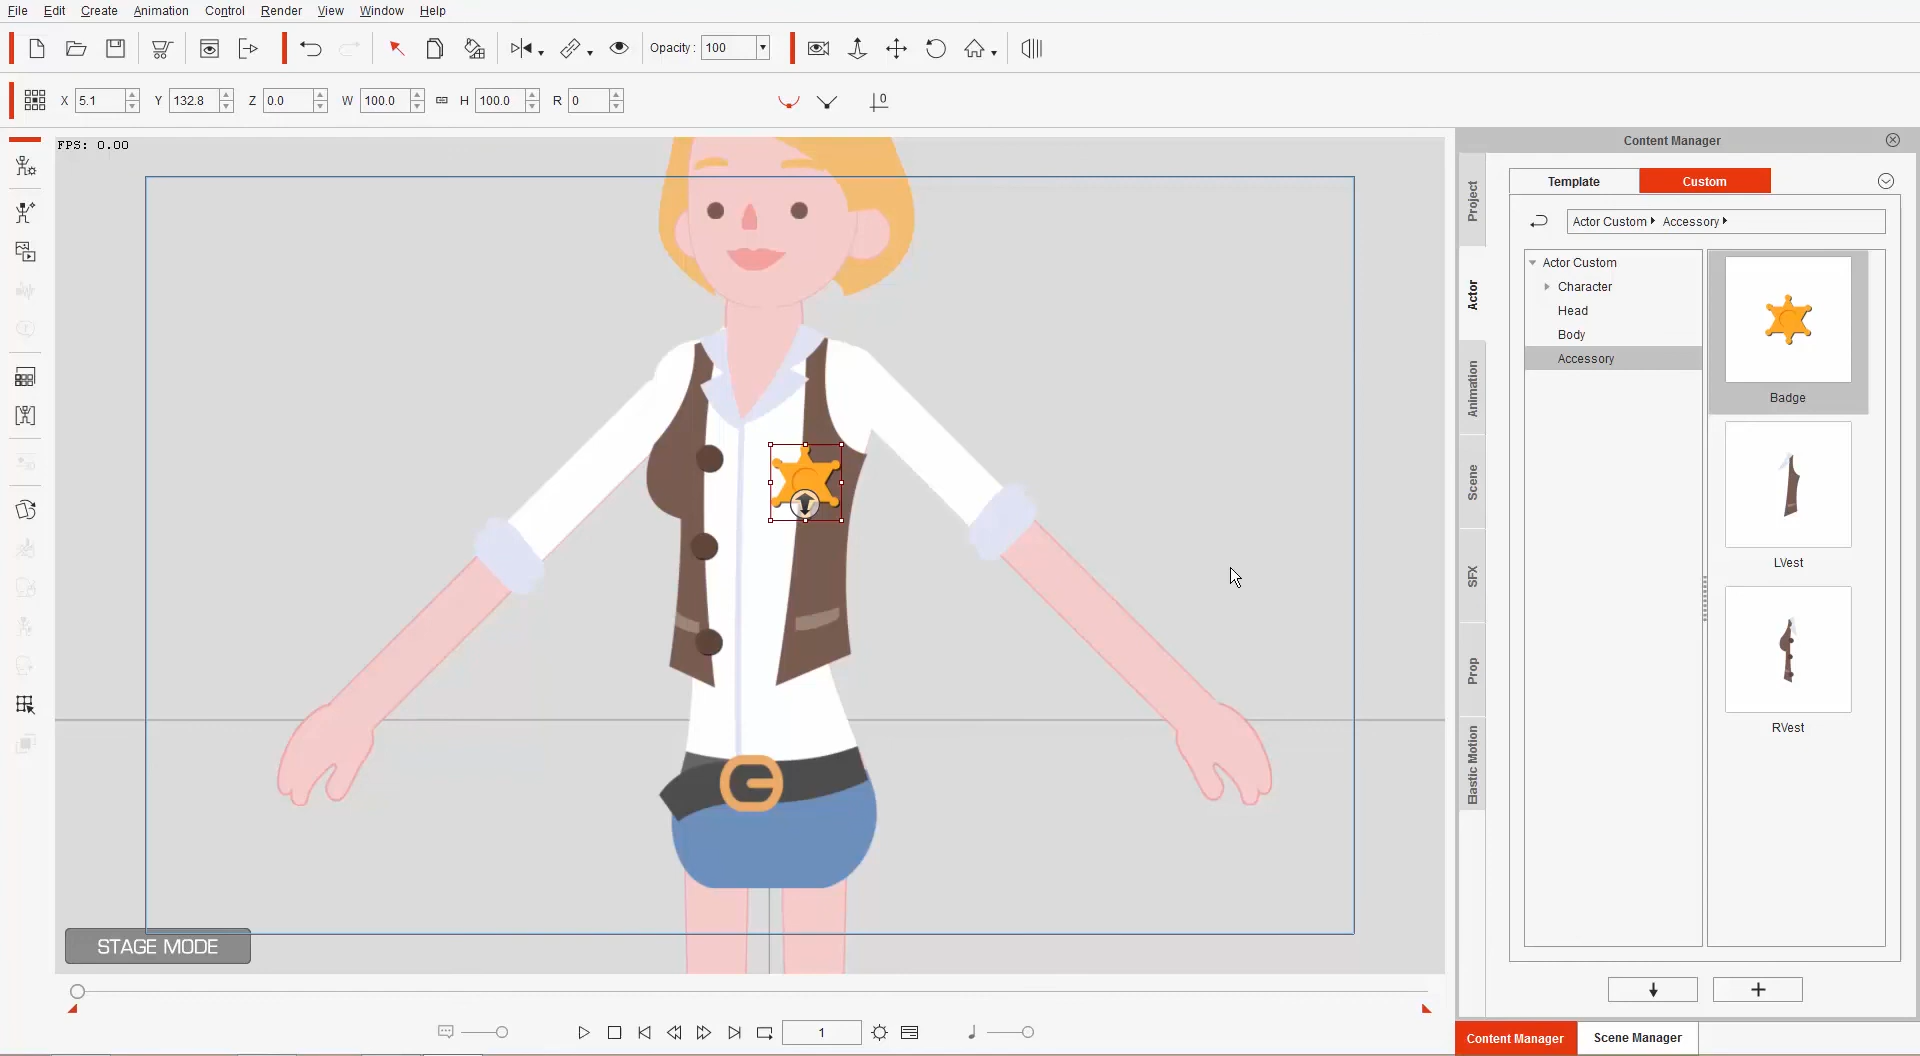 File Edit Create Animation Control Render View Window Help
Opacity : 100
X 5.1 Y 132.8 Z 0.0 W 100.0 H 100.0 R 0
0
FPS: 0.00
Content Manager
Template Custom
Actor Custom Accessory
Actor Custom
Character
Head
Body
Accessory
Badge
LVest
RVest
Project
Actor
Animation
Scene
SFX
Prop
Elastic Motion
STAGE MODE
1
Content Manager Scene Manager